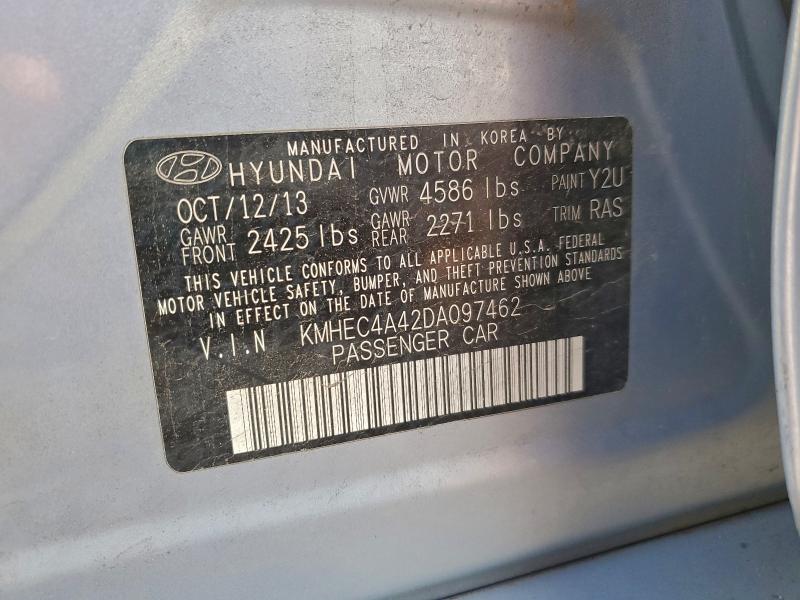 MANUFACTURED IN KOREA BY
HYUNDAI MOTOR COMPANY
OCT/12/13 GVWR 4586 lbs PAINT Y2U
GAWR FRONT 2425 lbs GAWR REAR 2271 lbs TRIM RAS
THIS VEHICLE CONFORMS TO ALL APPLICABLE U.S.A. FEDERAL
MOTOR VEHICLE SAFETY, BUMPER, AND THEFT PREVENTION STANDARDS
IN EFFECT ON THE DATE OF MANUFACTURE SHOWN ABOVE
V.I.N KMHEC4A42DA097462
PASSENGER CAR